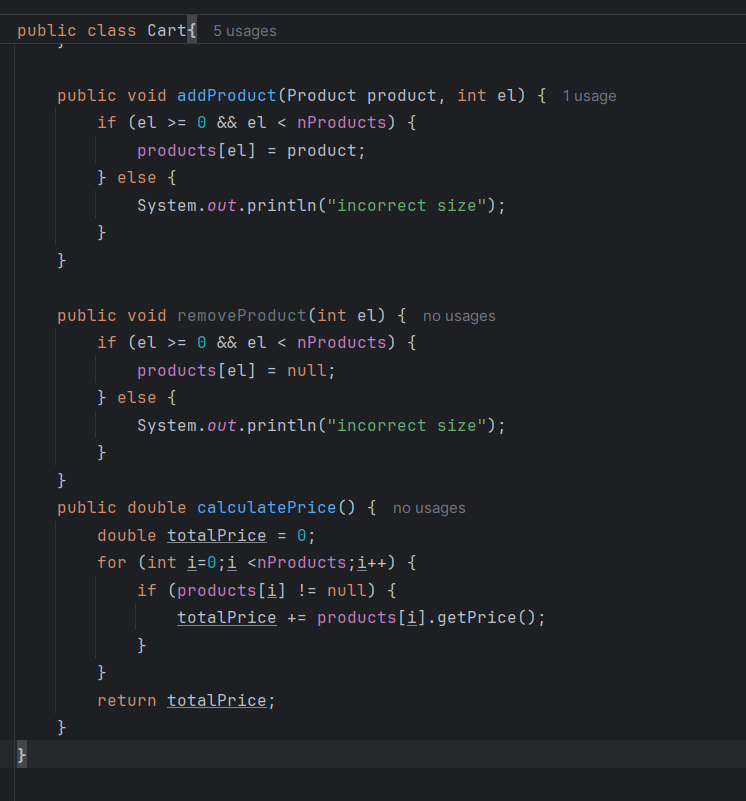 public class Cart{ 5 usages
}
public void addProduct(Product product, int el) { 1 usage
if (el >= 0 && el < nProducts) {
products[el] = product;
} else {
System.out.println("incorrect size");
}
}
public void removeProduct(int el) { no usages
if (el >= 0 && el < nProducts) {
products[el] = null;
} else {
System.out.println("incorrect size");
}
}
public double calculatePrice() { no usages
double totalPrice = 0;
for (int i=0;i <nProducts;i++) {
if (products[i] != null) {
totalPrice += products[i].getPrice();
}
}
return totalPrice;
}
}